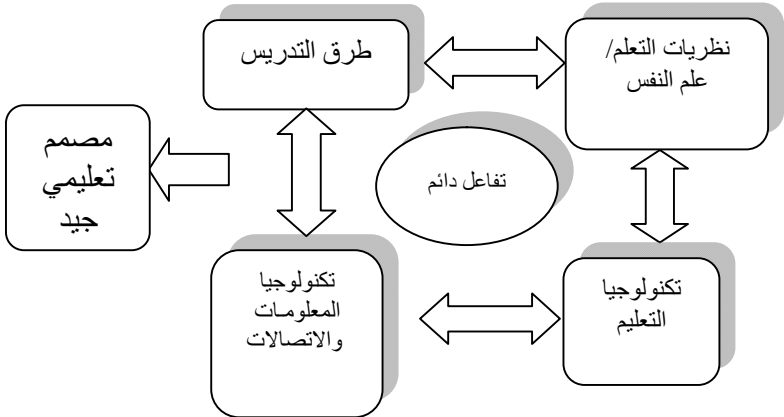 نظريات التعلم/
علم النفس
طرق التدريس
مصمم
تعليمي
جيد
تفاعل دائم
تكنولوجيا
التعليم
تكنولوجيا
المعلومات
والاتصالات